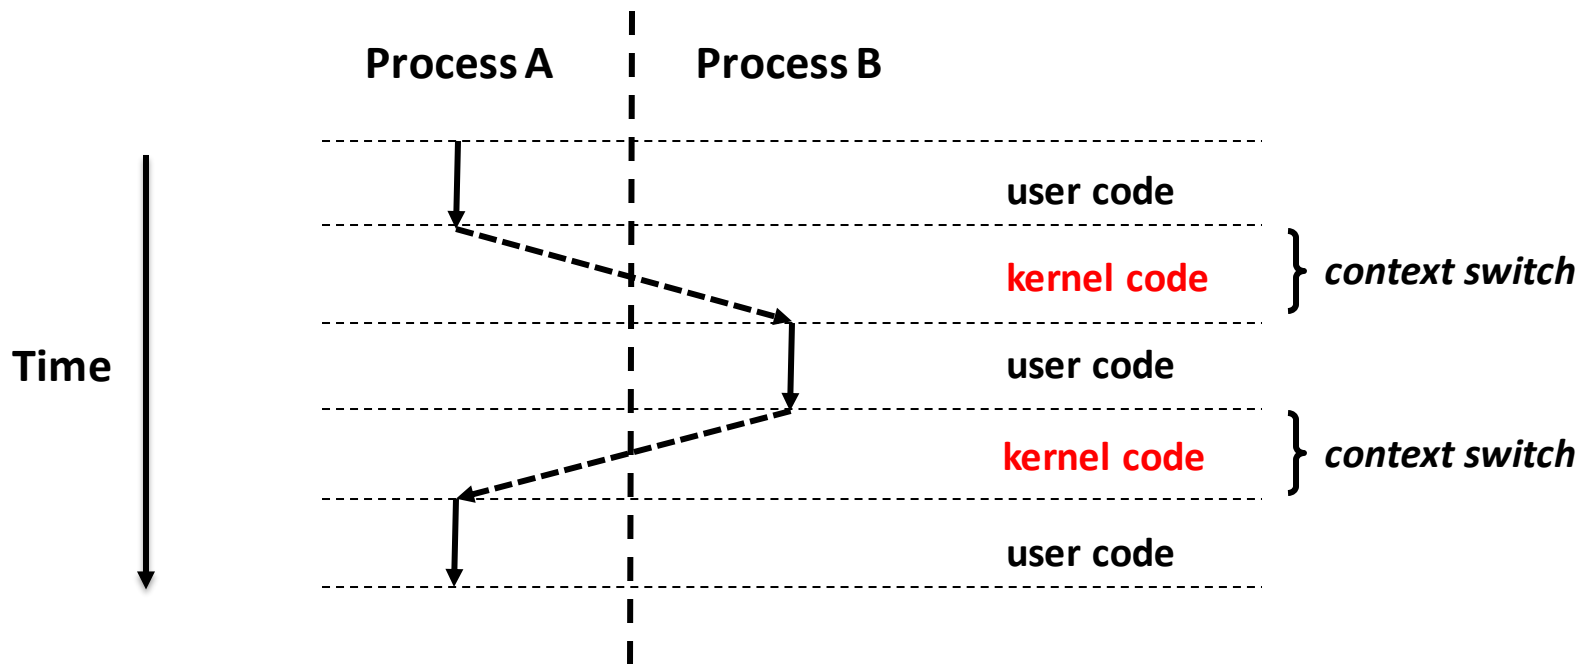 Process A
Process B
user code
kernel code
context switch
Time
user code
kernel code
context switch
user code